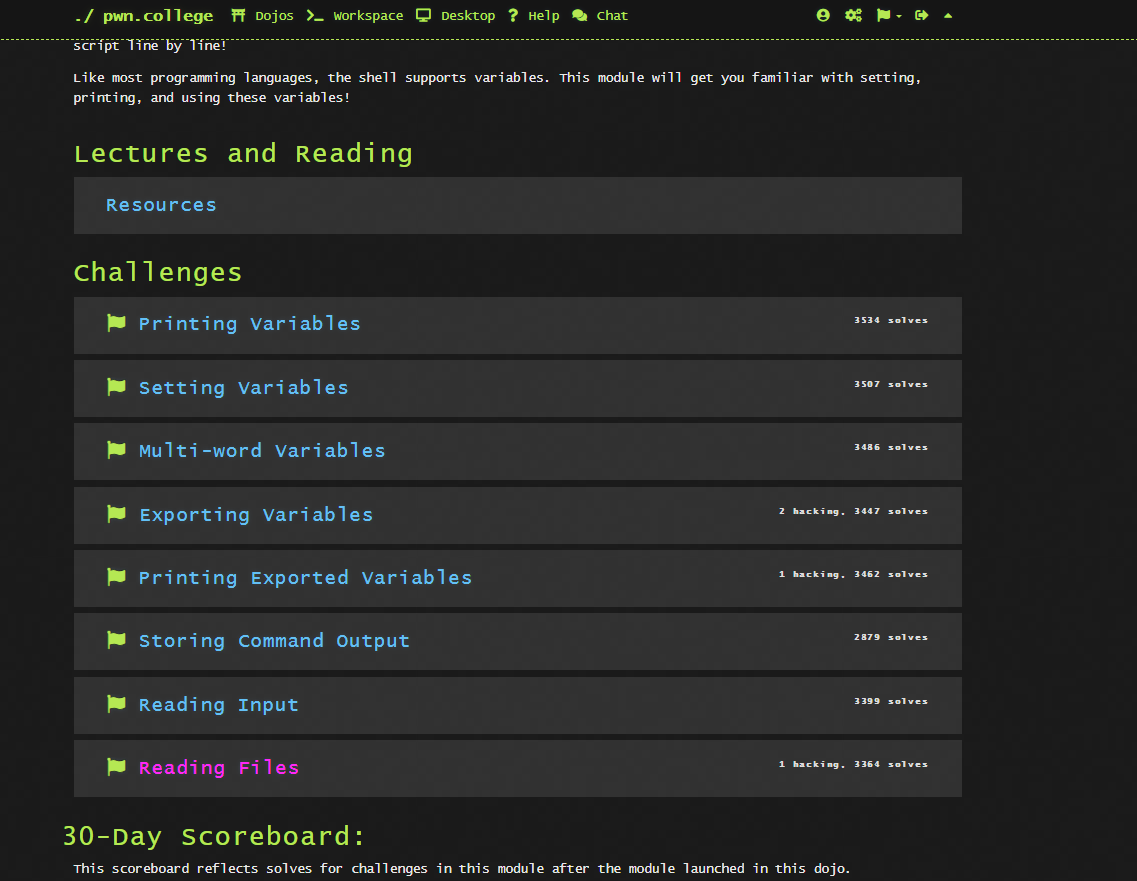 ./ pwn.college Dojos Workspace Desktop Help Chat
script line by line!
Like most programming languages, the shell supports variables. This module will get you familiar with setting,
printing, and using these variables!
Lectures and Reading
Resources
Challenges
Printing Variables 3534 solves
Setting Variables 3507 solves
Multi-word Variables 3486 solves
Exporting Variables 2 hacking, 3447 solves
Printing Exported Variables 1 hacking, 3462 solves
Storing Command Output 2879 solves
Reading Input 3399 solves
Reading Files 1 hacking, 3364 solves
30-Day Scoreboard:
This scoreboard reflects solves for challenges in this module after the module launched in this dojo.